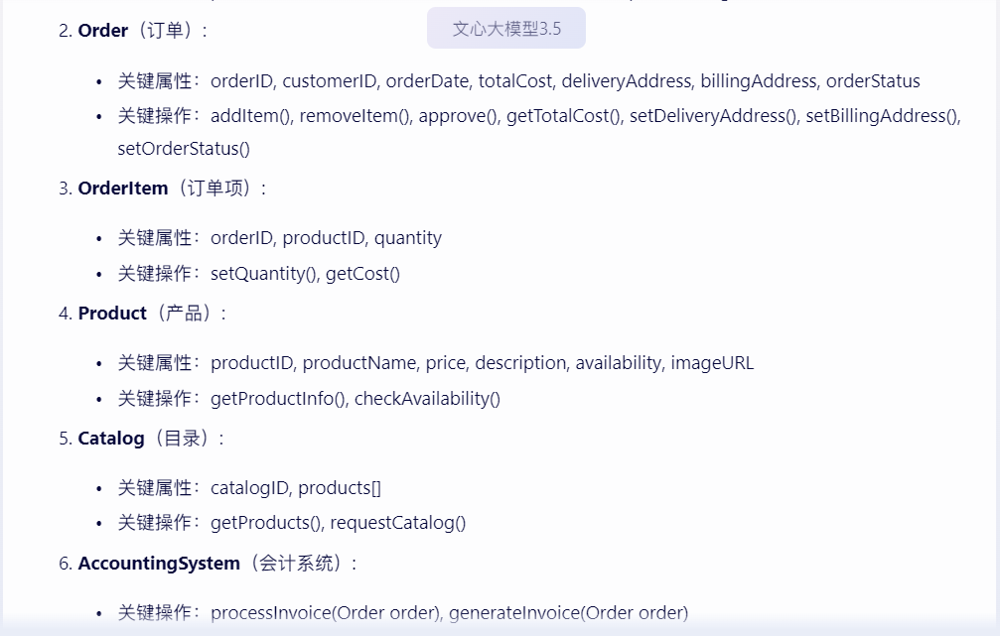 2. Order（订单）:
文心大模型3.5
• 关键属性：orderID, customerID, orderDate, totalCost, deliveryAddress, billingAddress, orderStatus
• 关键操作：addItem(), removeItem(), approve(), getTotalCost(), setDeliveryAddress(), setBillingAddress(),
setOrderStatus()
3. OrderItem（订单项）:
• 关键属性：orderID, productID, quantity
• 关键操作：setQuantity(), getCost()
4. Product（产品）:
• 关键属性：productID, productName, price, description, availability, imageURL
• 关键操作：getProductInfo(), checkAvailability()
5. Catalog（目录）:
• 关键属性：catalogID, products[]
• 关键操作：getProducts(), requestCatalog()
6. AccountingSystem（会计系统）:
• 关键操作：processInvoice(Order order), generateInvoice(Order order)